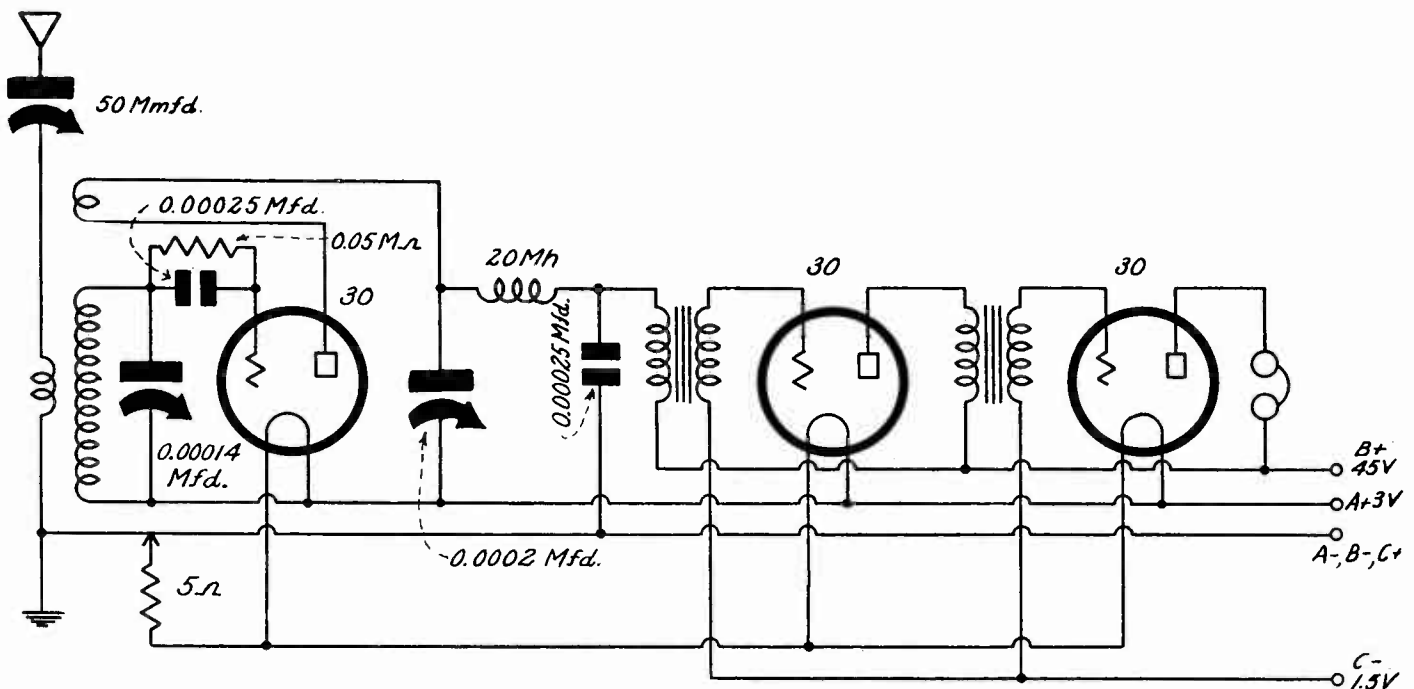 50 Mmfd.
0.00025 Mfd.
0.05 MΩ
30
20 Mh
0.00025 Mfd.
30
30
0.00014
Mfd.
0.0002 Mfd.
5Ω
B+
45V
A+3V
A-,B-,C+
C-
1.5V